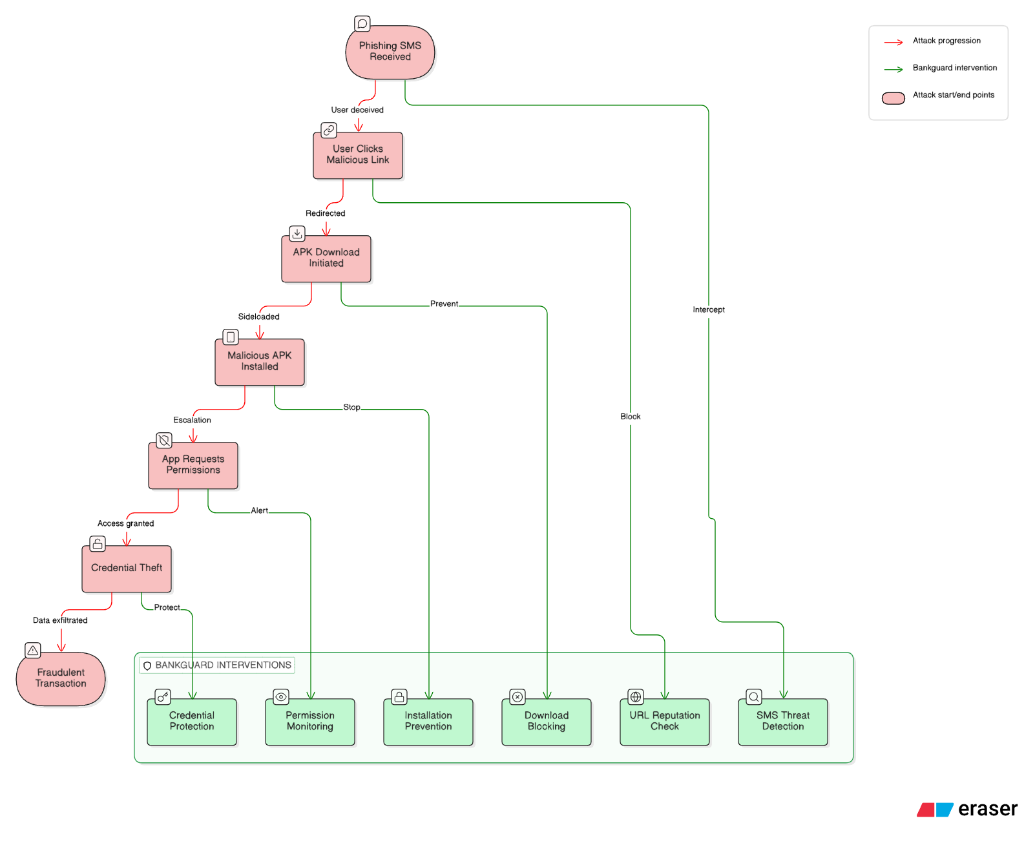 Phishing SMS
Received
Attack progression
Bankguard intervention
Attack start/end points
User deceived
User Clicks
Malicious Link
Redirected
APK Download
Initiated
Prevent
Intercept
Sideloaded
Malicious APK
Installed
Stop
Block
Escalation
App Requests
Permissions
Alert
Access granted
Credential Theft
Protect
Data exfiltrated
Fraudulent
Transaction
BANKGUARD INTERVENTIONS
Credential
Protection
Permission
Monitoring
Installation
Prevention
Download
Blocking
URL Reputation
Check
SMS Threat
Detection
eraser